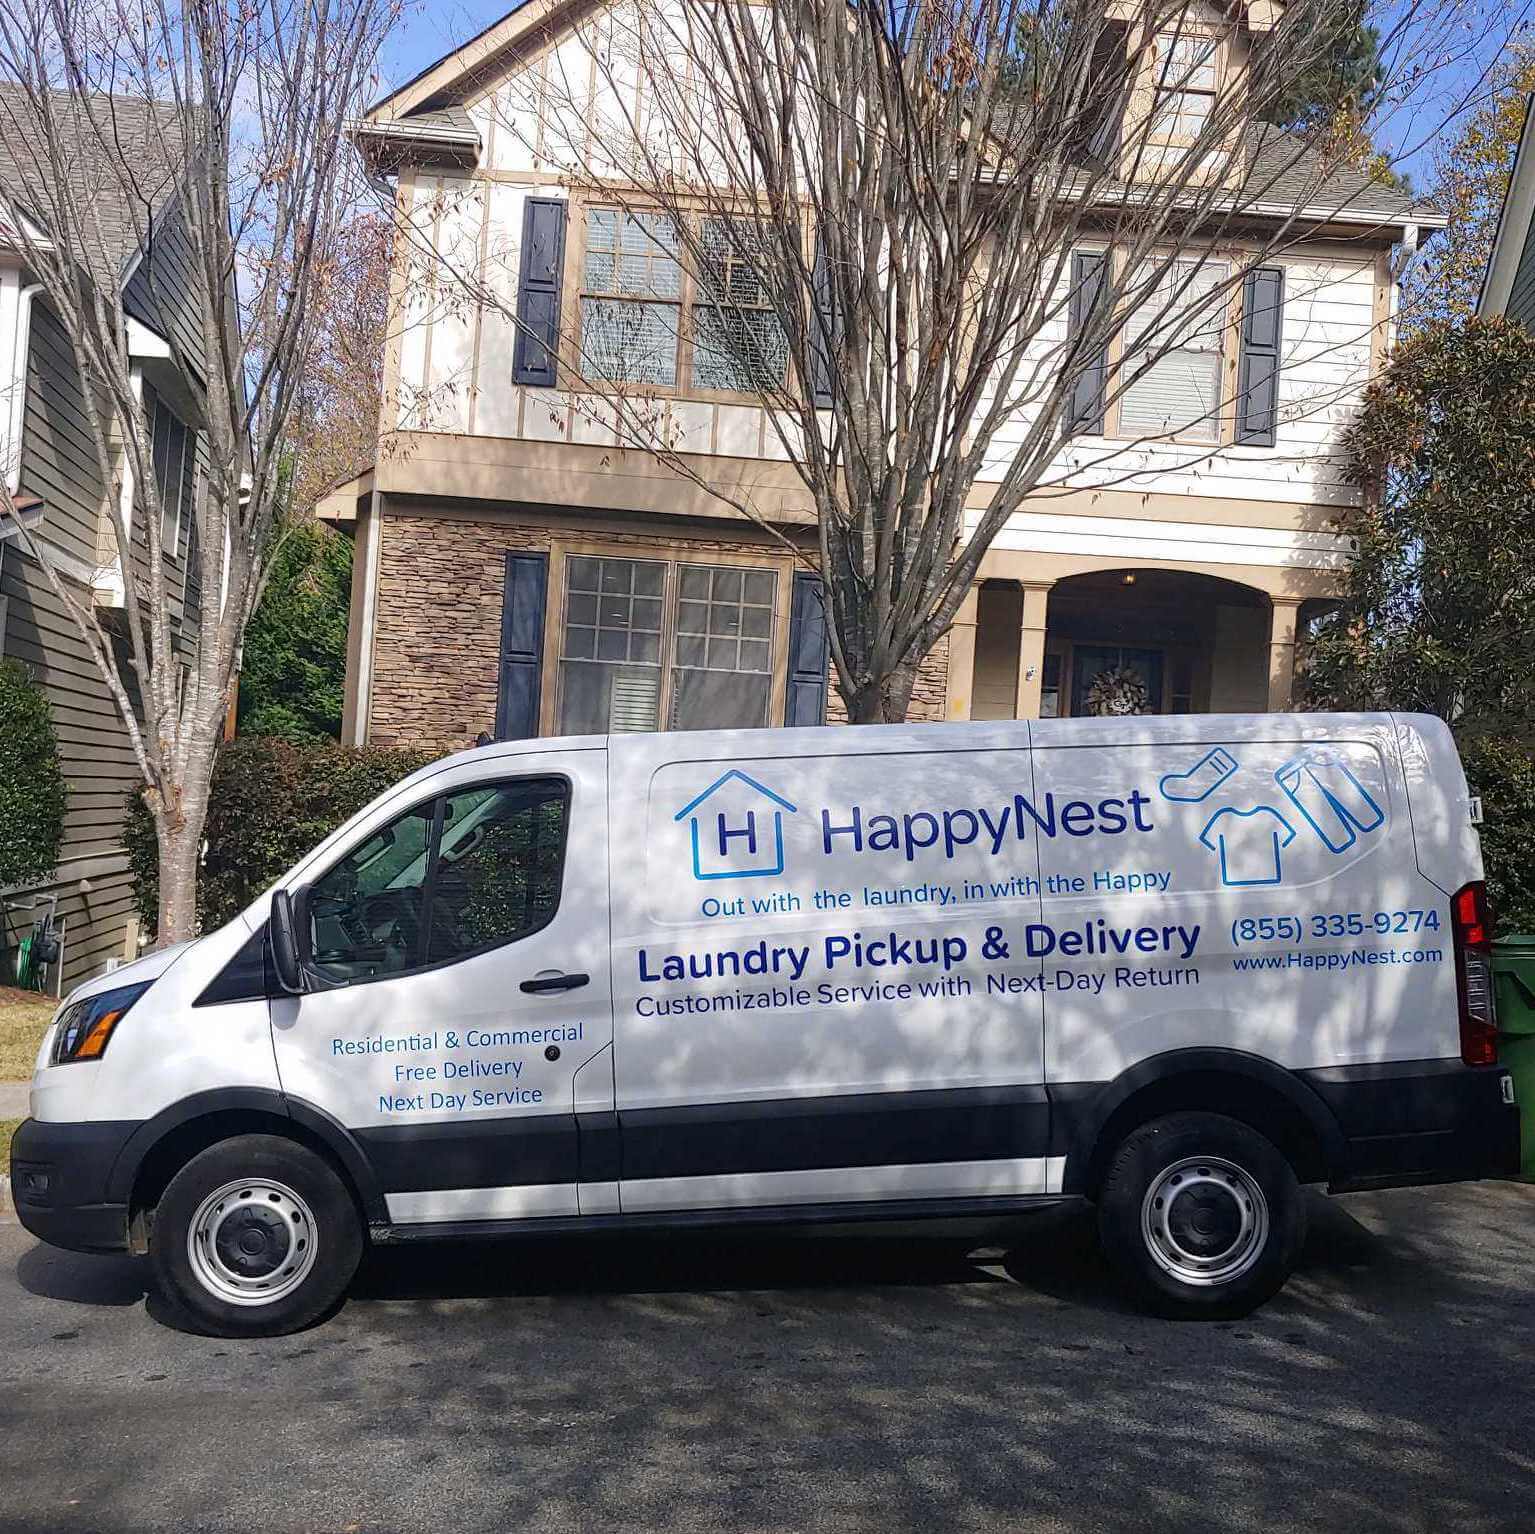 H
HappyNest
Out with the laundry, in with the Happy
Laundry Pickup & Delivery
Customizable Service with Next-Day Return
(855) 335-9274
www.HappyNest.com
Residential & Commercial
Free Delivery
Next Day Service